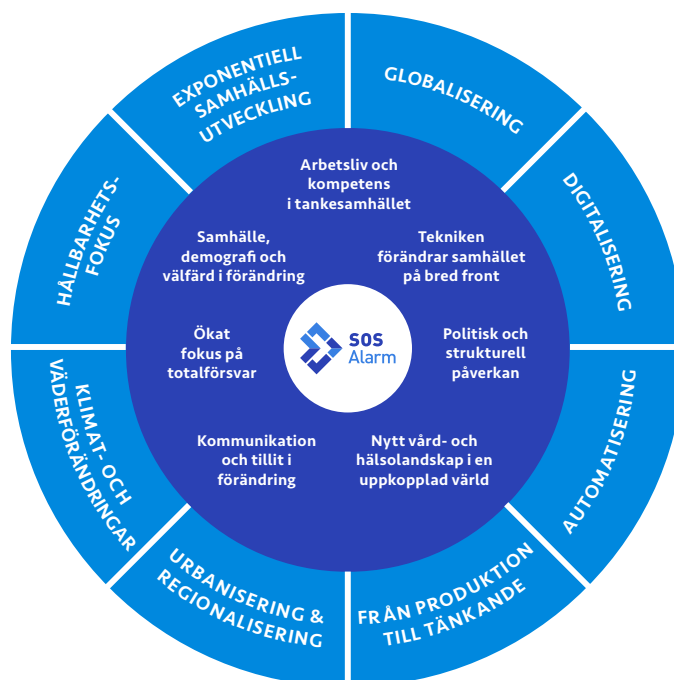 EXPONENTIELL
SAMHÄLLS-
UTVECKLING
GLOBALISERING
DIGITALISERING
AUTOMATISERING
FRÅN PRODUKTION
TILL TÄNKANDE
URBANISERING &
REGIONALISERING
KLIMAT- OCH
VÄDERFÖRÄNDRINGAR
HÅLLBARHETS-
FOKUS
Arbetsliv och
kompetens
i tankesamhället
Samhälle,
demografi och
välfärd i förändring
Tekniken
förändrar samhället
på bred front
Ökat
fokus på
totalförsvar
SOS
Alarm
Politisk och
strukturell
påverkan
Kommunikation
och tillit i
förändring
Nytt vård- och
hälsolandskap i en
uppkopplad värld